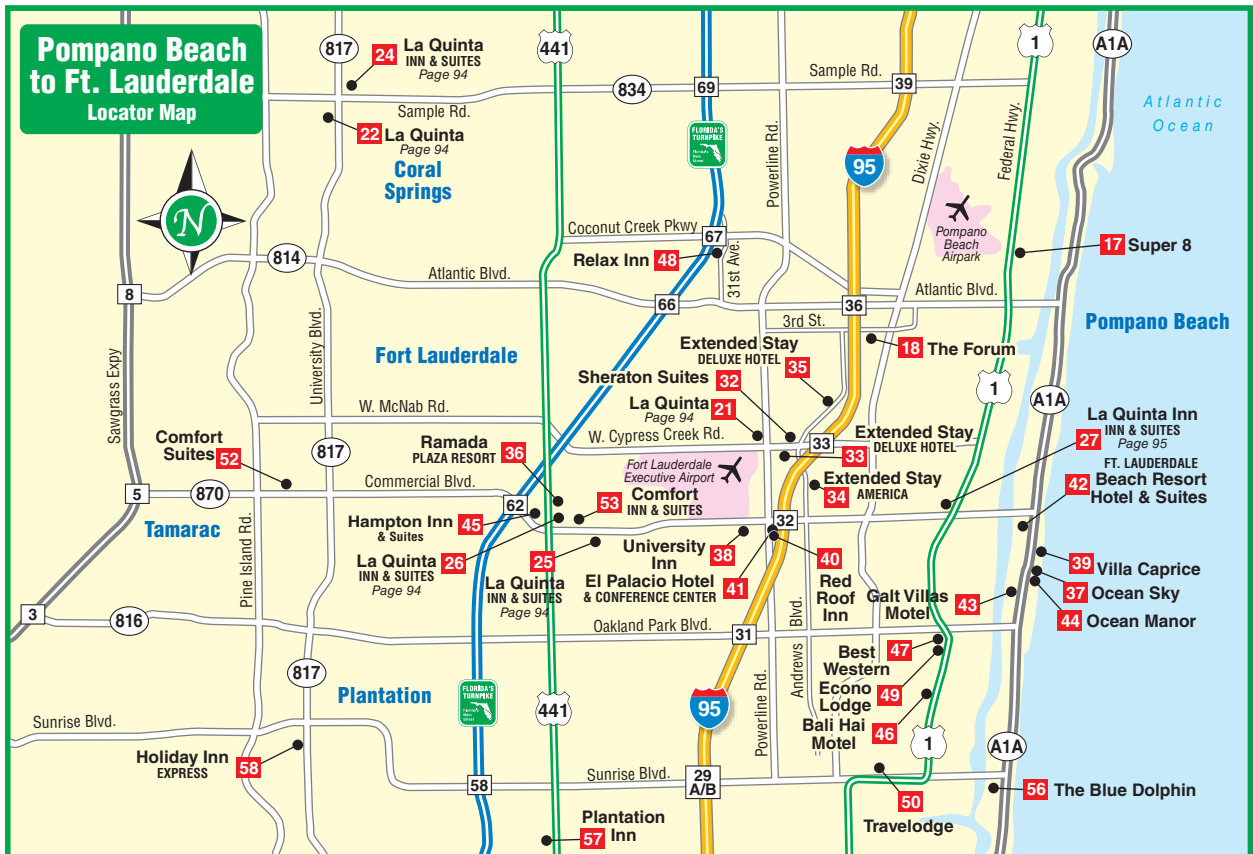 Pompano Beach
to Ft. Lauderdale
Locator Map
N
817
24
La Quinta
INN & SUITES
Page 94
441
1
A1A
Sample Rd.
834
69
39
Sample Rd.
22
La Quinta
Page 94
Coral
Springs
FLORIDA'S
TURNPIKE
Florida's
Main
Street
Powerline Rd.
95
Dixie Hwy.
Federal Hwy.
Atlantic
Ocean
Coconut Creek Pkwy
67
Pompano
Beach
Airpark
17
Super 8
814
Relax Inn
48
31st Ave.
8
Atlantic Blvd.
66
36
Atlantic Blvd.
3rd St.
Pompano Beach
University Blvd.
Sawgrass Expy
Fort Lauderdale
Extended Stay
DELUXE HOTEL
35
18
The Forum
Sheraton Suites
32
1
A1A
La Quinta
Page 94
21
W. McNab Rd.
W. Cypress Creek Rd.
33
Extended Stay
DELUXE HOTEL
33
La Quinta Inn
INN & SUITES
Page 95
27
Comfort
Suites
52
817
Ramada
PLAZA RESORT
36
Fort Lauderdale
Executive Airport
Extended Stay
AMERICA
34
FT. LAUDERDALE
Beach Resort
Hotel & Suites
42
5
870
Commercial Blvd.
62
53
Comfort
INN & SUITES
32
Tamarac
Hampton Inn
& Suites
45
La Quinta
INN & SUITES
Page 94
26
25
La Quinta
INN & SUITES
Page 94
University
Inn
38
El Palacio Hotel
& CONFERENCE CENTER
41
40
Red
Roof
Inn
39
Villa Caprice
37
Ocean Sky
44
Ocean Manor
Galt Villas
Motel
43
Pine Island Rd.
3
816
Oakland Park Blvd.
31
Andrews Blvd.
Best
Western
47
Econo
Lodge
49
Bali Hai
Motel
46
817
Plantation
FLORIDA'S
TURNPIKE
Florida's
Main
Street
441
95
Powerline Rd.
1
A1A
Sunrise Blvd.
Holiday Inn
EXPRESS
58
58
Sunrise Blvd.
29
A/B
50
Travelodge
56
The Blue Dolphin
Plantation
Inn
57